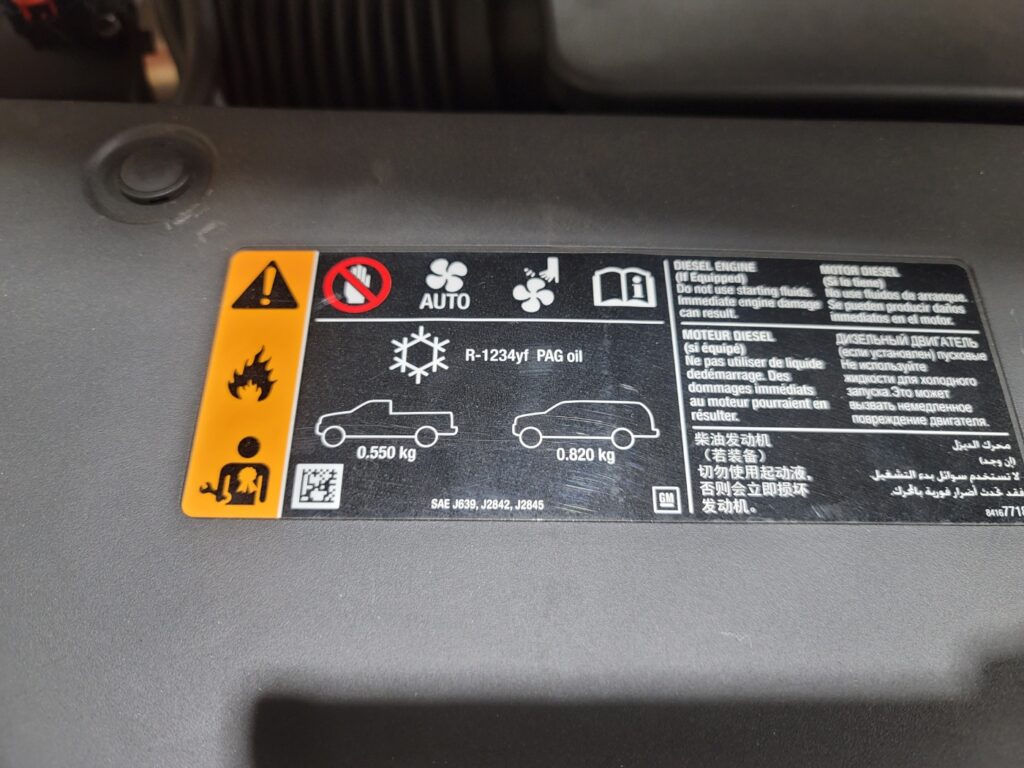 AUTO
R-1234yf PAG oil
0.550 kg
0.820 kg
SAE J639, J2842, J2845
GM
DIESEL ENGINE
(If Equipped)
Do not use starting fluids.
Immediate engine damage
can result.
MOTOR DIESEL
(Si lo tiene)
No use fluidos de arranque.
Se pueden producir daños
inmediatos en el motor.
MOTEUR DIESEL
(si équipé)
Ne pas utiliser de liquide
dedémarrage. Des
dommages immédiats
au moteur pourraient en
résulter.
ДИЗЕЛЬНЫЙ ДВИГАТЕЛЬ
(если установлен) пусковые
Не используйте
жидкости для холодного
запуска.Это может
вызвать немедленное
повреждение двигателя.
柴油发动机
（若装备）
切勿使用起动液，
否则会立即损坏
发动机。
محرك الديزل
(إن وجد)
لا تستخدم سوائل بدء التشغيل
فقد تحدث أضرار فورية بالمحرك.